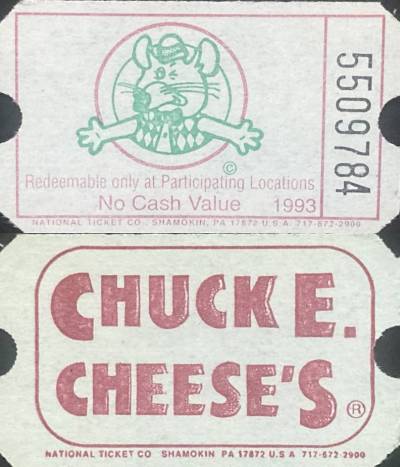 ©
Redeemable only at Participating Locations
No Cash Value 1993
5509784
NATIONAL TICKET CO. SHAMOKIN, PA 17872 U.S.A. 717-672-2900
CHUCK E.
CHEESE'S ®
NATIONAL TICKET CO SHAMOKIN PA 17872 U.S A 717-672-2900